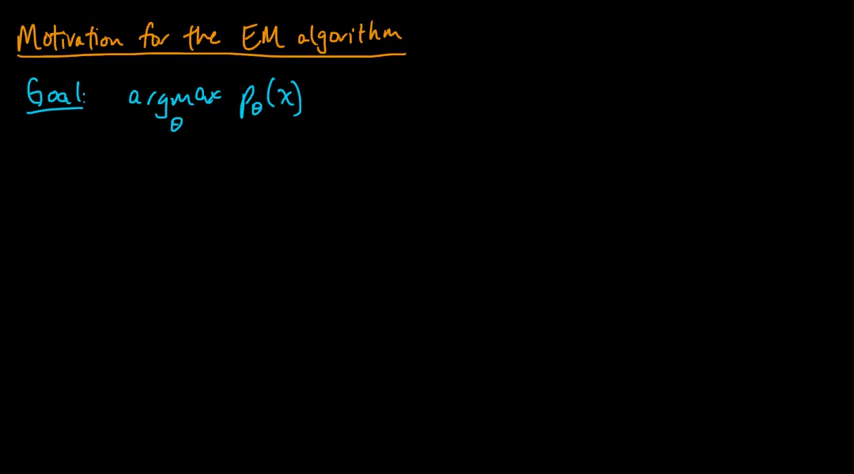 Motivation for the EM algorithm
Goal: argmax pθ(x)
θ